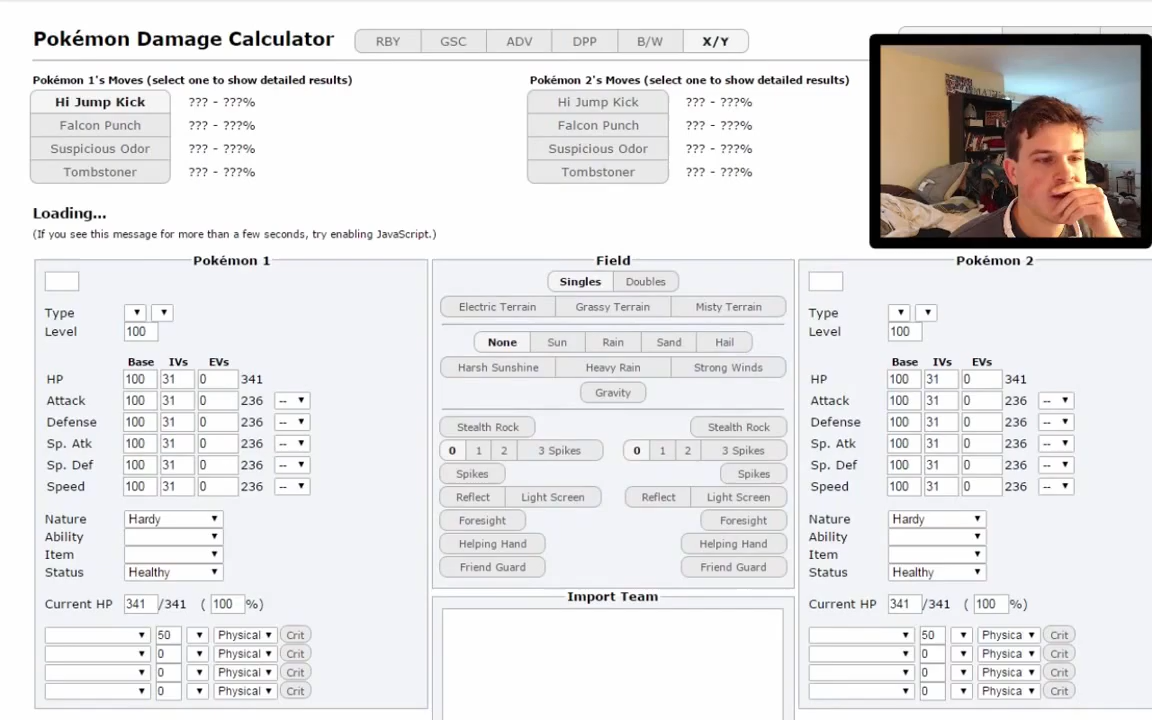 Pokémon Damage Calculator RBY GSC ADV DPP B/W X/Y
Pokémon 1's Moves (select one to show detailed results)
Hi Jump Kick ??? - ???%
Falcon Punch ??? - ???%
Suspicious Odor ??? - ???%
Tombstoner ??? - ???%
Pokémon 2's Moves (select one to show detailed results)
Hi Jump Kick ??? - ???%
Falcon Punch ??? - ???%
Suspicious Odor ??? - ???%
Tombstoner ??? - ???%
Loading...
(If you see this message for more than a few seconds, try enabling JavaScript.)
Pokémon 1
Type
Level 100
Base IVs EVs
HP 100 31 0 341
Attack 100 31 0 236 --
Defense 100 31 0 236 --
Sp. Atk 100 31 0 236 --
Sp. Def 100 31 0 236 --
Speed 100 31 0 236 --
Nature Hardy
Ability
Item
Status Healthy
Current HP 341 /341 ( 100 %)
50 Physical Crit
0 Physical Crit
0 Physical Crit
0 Physical Crit
Field
Singles Doubles
Electric Terrain Grassy Terrain Misty Terrain
None Sun Rain Sand Hail
Harsh Sunshine Heavy Rain Strong Winds
Gravity
Stealth Rock Stealth Rock
0 1 2 3 Spikes 0 1 2 3 Spikes
Spikes Spikes
Reflect Light Screen Reflect Light Screen
Foresight Foresight
Helping Hand Helping Hand
Friend Guard Friend Guard
Import Team
Pokémon 2
Type
Level 100
Base IVs EVs
HP 100 31 0 341
Attack 100 31 0 236 --
Defense 100 31 0 236 --
Sp. Atk 100 31 0 236 --
Sp. Def 100 31 0 236 --
Speed 100 31 0 236 --
Nature Hardy
Ability
Item
Status Healthy
Current HP 341 /341 ( 100 %)
50 Physica Crit
0 Physica Crit
0 Physica Crit
0 Physica Crit